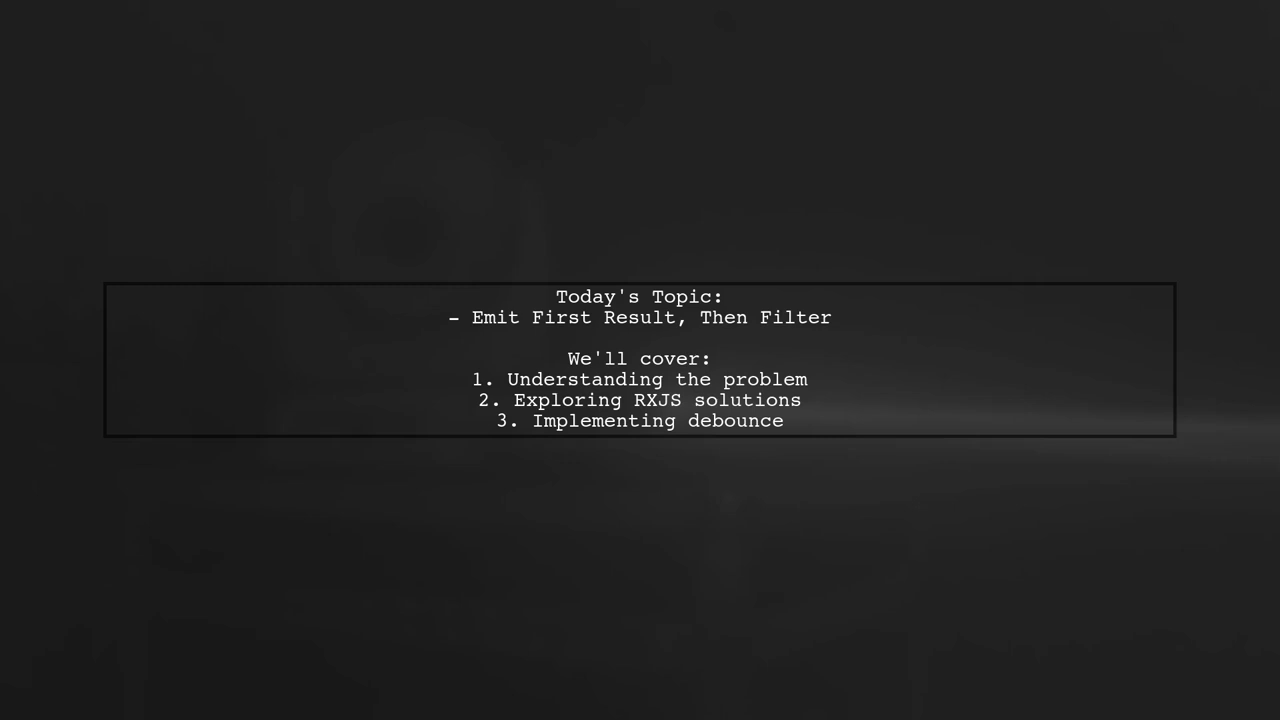 Today's Topic:
- Emit First Result, Then Filter
We'll cover:
1. Understanding the problem
2. Exploring RXJS solutions
3. Implementing debounce